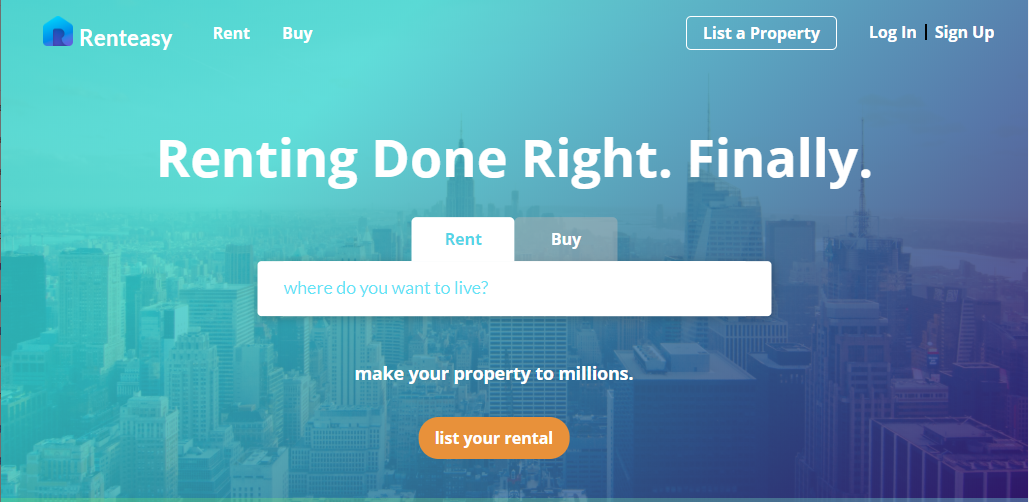 Renteasy Rent Buy List a Property Log In | Sign Up
Renting Done Right. Finally.
Rent Buy
where do you want to live?
make your property to millions.
list your rental